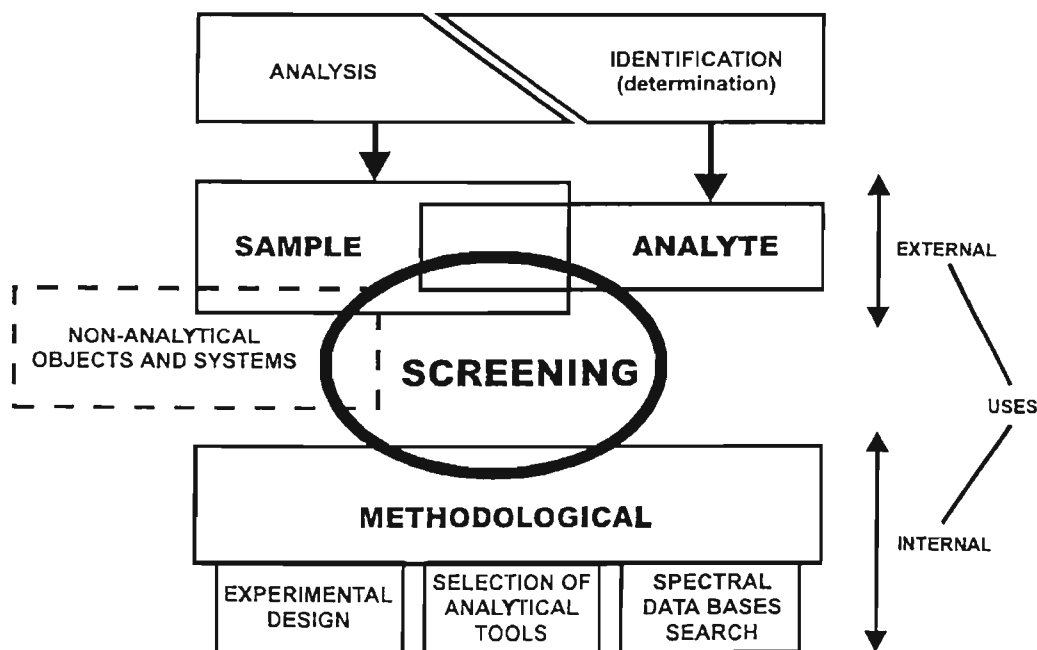 ANALYSIS
IDENTIFICATION
(determination)
SAMPLE
ANALYTE
EXTERNAL
NON-ANALYTICAL
OBJECTS AND SYSTEMS
SCREENING
USES
METHODOLOGICAL
INTERNAL
EXPERIMENTAL
DESIGN
SELECTION OF
ANALYTICAL
TOOLS
SPECTRAL
DATA BASES
SEARCH